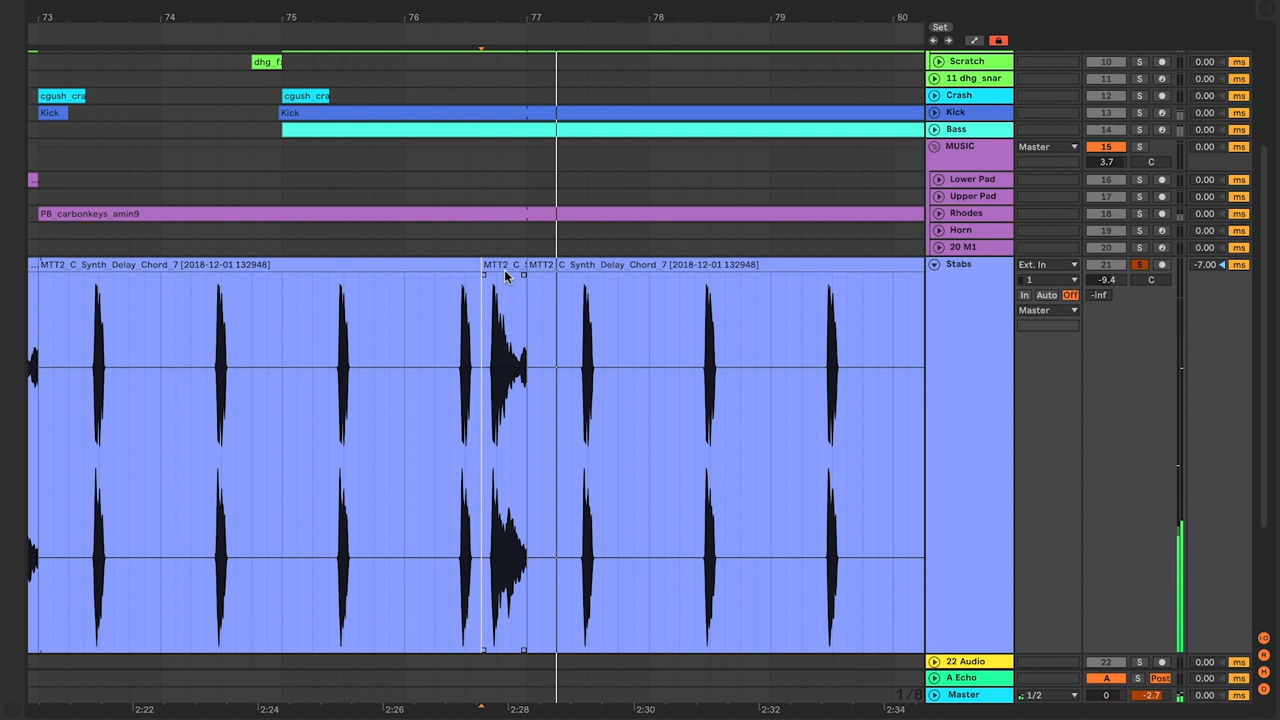 73 74 75 76 77 78 79 80
Set
dhg_f
Scratch 10 S 0.00 ms
11 dhg_snar 11 S 0.00 ms
cgush_cra cgush_cra Crash 12 S 0.00 ms
Kick Kick Kick 13 S 0.00 ms
Bass 14 S 0.00 ms
MUSIC Master 15 S 0.00 ms
3.7 C
... Lower Pad 16 S 0.00 ms
Upper Pad 17 S 0.00 ms
PB_carbonkeys_amin9 Rhodes 18 S 0.00 ms
Horn 19 S 0.00 ms
20 M1 20 S 0.00 ms
... MTT2_C_Synth_Delay_Chord_7 [2018-12-01 132948] MTT2_C_S MTT2_C_Synth_Delay_Chord_7 [2018-12-01 132948] Stabs Ext. In 21 S -7.00 ms
1 -9.4 C
In Auto Off -inf
Master
22 Audio 22 S 0.00 ms
A Echo A S Post 0.00 ms
1/8 Master 1/2 0 -2.7 0.00 ms
2:22 2:24 2:26 2:28 2:30 2:32 2:34
I·O
R
M
D